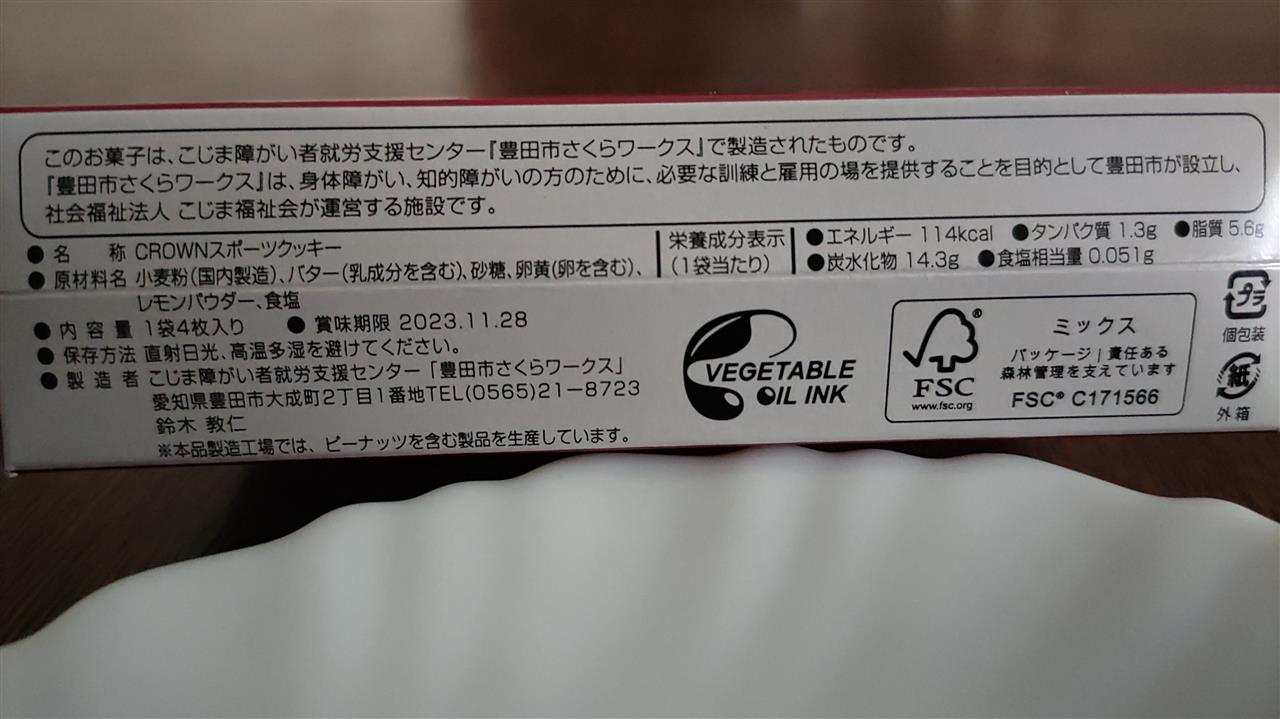 このお菓子は、こじま障がい者就労支援センター『豊田市さくらワークス』で製造されたものです。
『豊田市さくらワークス』は、身体障がい、知的障がいの方のために、必要な訓練と雇用の場を提供することを目的として豊田市が設立し、
社会福祉法人 こじま福祉会が運営する施設です。
●名 称 CROWNスポーツクッキー
●原材料名 小麦粉(国内製造)、バター(乳成分を含む)、砂糖、卵黄(卵を含む)、
レモンパウダー、食塩
●内容量 1袋4枚入り ●賞味期限 2023.11.28
●保存方法 直射日光、高温多湿を避けてください。
●製造者 こじま障がい者就労支援センター「豊田市さくらワークス」
愛知県豊田市大成町2丁目1番地TEL(0565)21-8723
鈴木 教仁
※本品製造工場では、ピーナッツを含む製品を生産しています。
栄養成分表示
(1袋当たり)
●エネルギー 114kcal ●タンパク質 1.3g ●脂質 5.6g
●炭水化物 14.3g ●食塩相当量 0.051g
VEGETABLE
OIL INK
FSC®
www.fsc.org
ミックス
パッケージ|責任ある
森林管理を支えています
FSC® C171566
プラ
個包装
紙
外箱